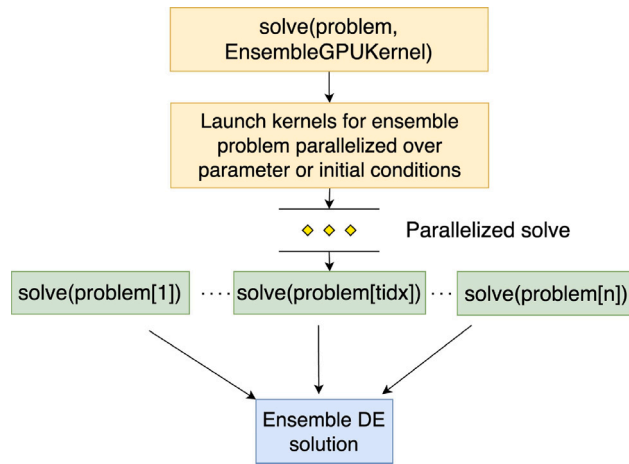 solve(problem,
EnsembleGPUKernel)
Launch kernels for ensemble
problem parallelized over
parameter or initial conditions
Parallelized solve
solve(problem[1]) ···· solve(problem[tidx]) ··· solve(problem[n])
Ensemble DE
solution